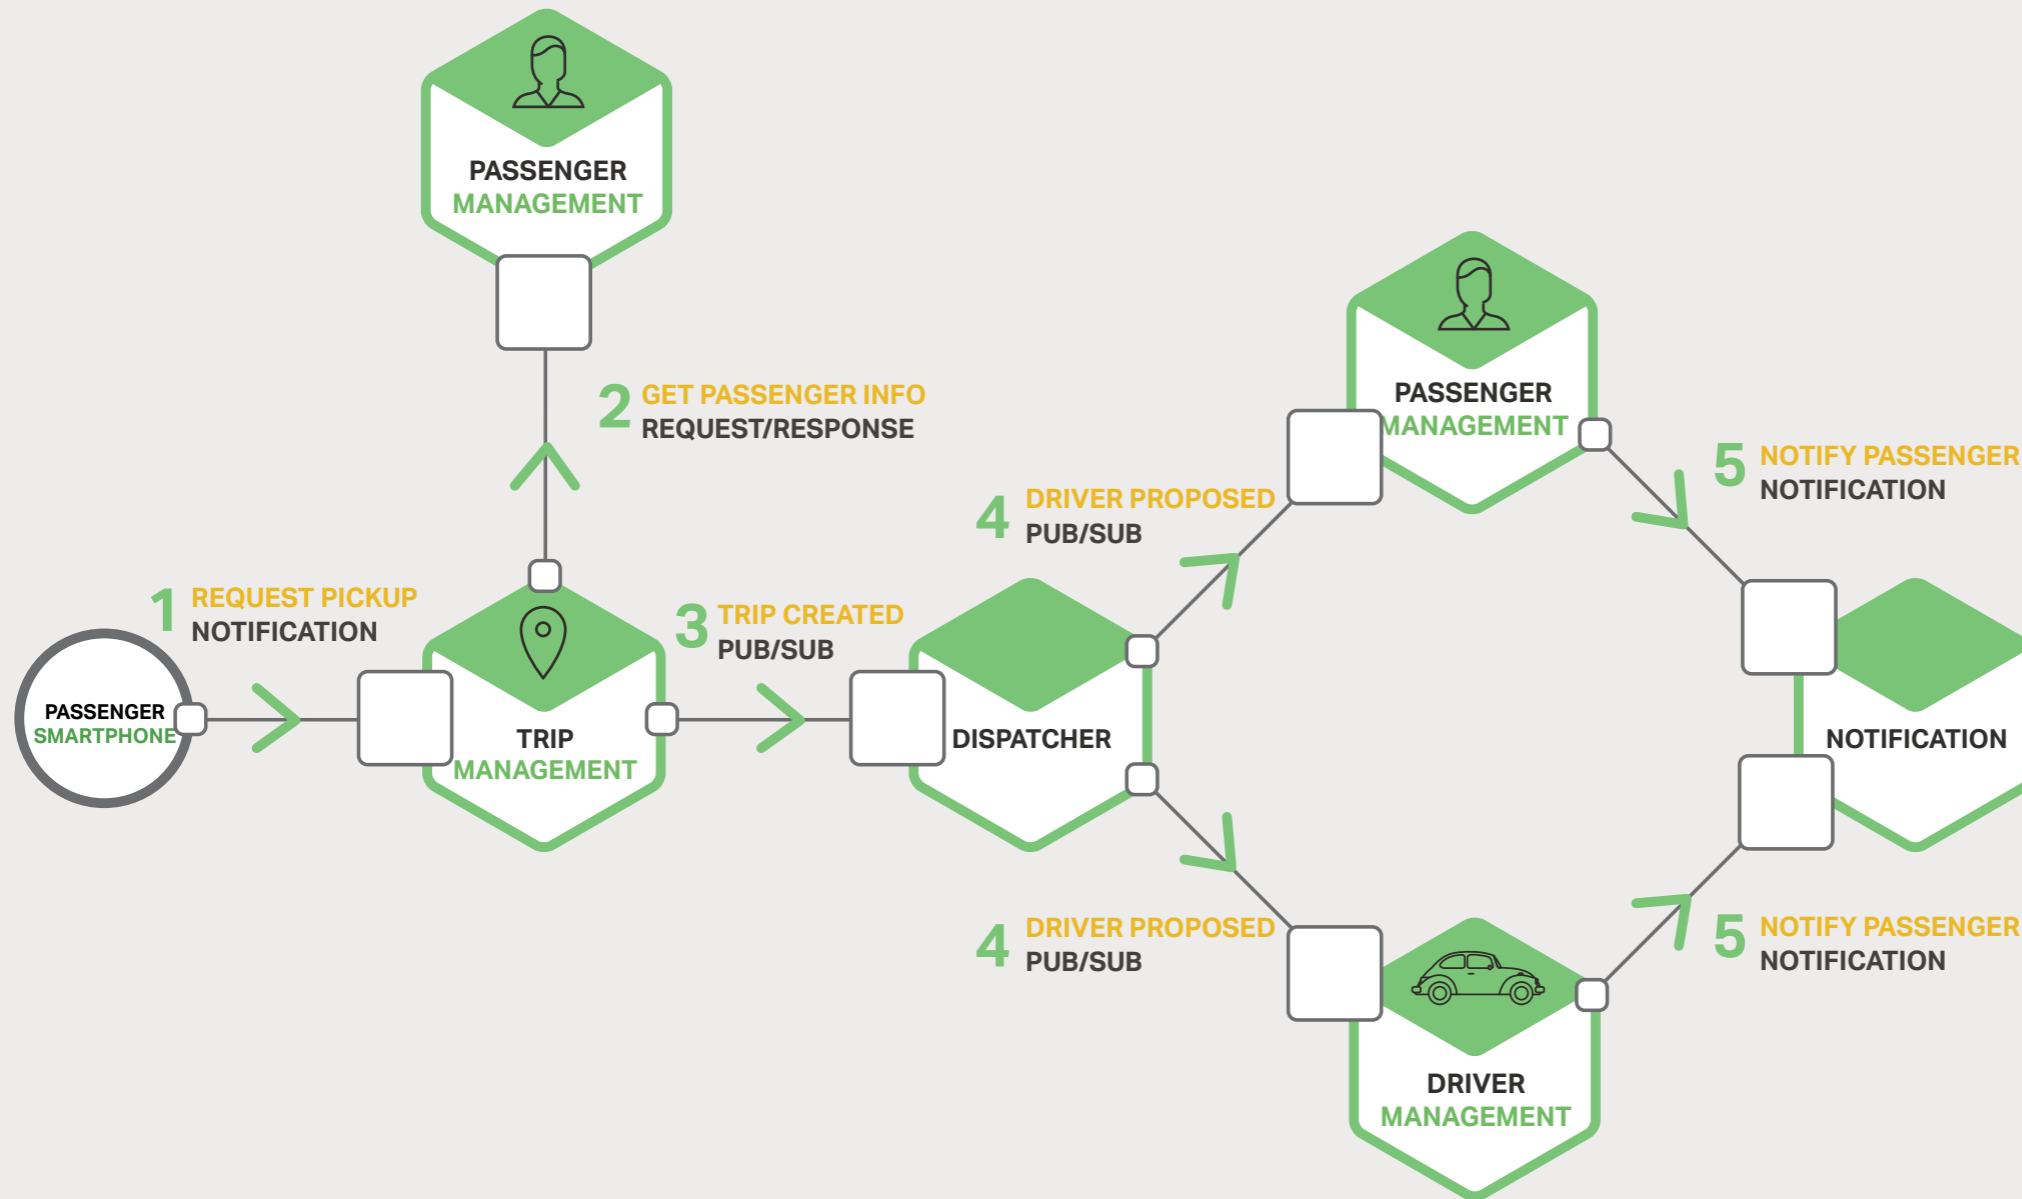 PASSENGER
MANAGEMENT
2 GET PASSENGER INFO
REQUEST/RESPONSE
1 REQUEST PICKUP
NOTIFICATION
PASSENGER
SMARTPHONE
TRIP
MANAGEMENT
3 TRIP CREATED
PUB/SUB
DISPATCHER
4 DRIVER PROPOSED
PUB/SUB
PASSENGER
MANAGEMENT
5 NOTIFY PASSENGER
NOTIFICATION
NOTIFICATION
4 DRIVER PROPOSED
PUB/SUB
DRIVER
MANAGEMENT
5 NOTIFY PASSENGER
NOTIFICATION